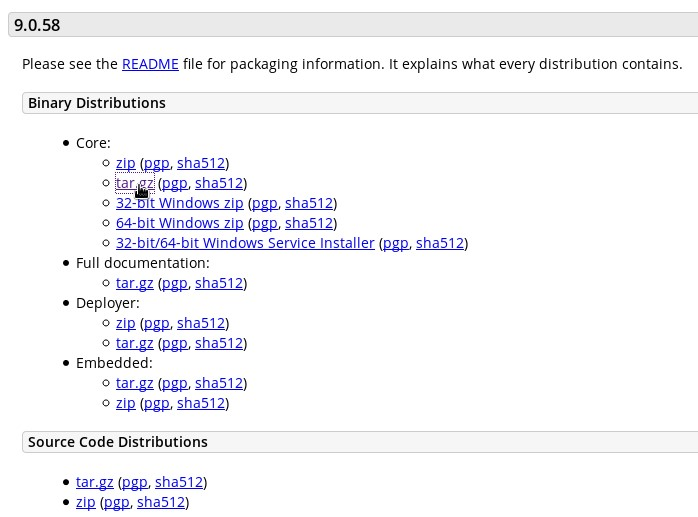 9.0.58
Please see the README file for packaging information. It explains what every distribution contains.
Binary Distributions
Core:
zip (pgp, sha512)
tar.gz (pgp, sha512)
32-bit Windows zip (pgp, sha512)
64-bit Windows zip (pgp, sha512)
32-bit/64-bit Windows Service Installer (pgp, sha512)
Full documentation:
tar.gz (pgp, sha512)
Deployer:
zip (pgp, sha512)
tar.gz (pgp, sha512)
Embedded:
tar.gz (pgp, sha512)
zip (pgp, sha512)
Source Code Distributions
tar.gz (pgp, sha512)
zip (pgp, sha512)